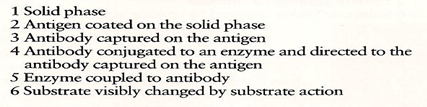 1 Solid phase
2 Antigen coated on the solid phase
3 Antibody captured on the antigen
4 Antibody conjugated to an enzyme and directed to the
antibody captured on the antigen
5 Enzyme coupled to antibody
6 Substrate visibly changed by substrate action